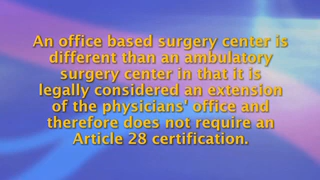 An office based surgery center is
different than an ambulatory
surgery center in that it is
legally considered an extension
of the physicians' office and
therefore does not require an
Article 28 certification.